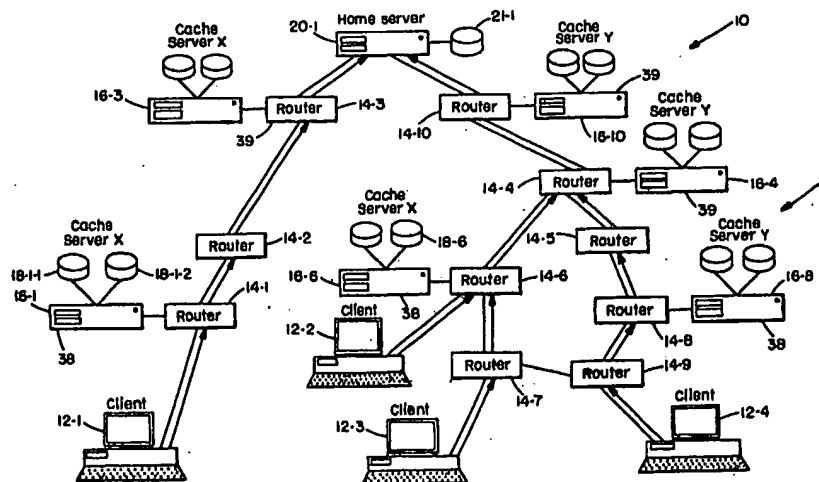 Home server
21-1
10
Cache
Server X
20-1
Cache
Server Y
39
16-3
Router
14-3
39
Router
14-10
16-10
Cache
Server Y
14-4
Router
16-4
39
Cache
Server X
Cache
Server X
18-6
14-5
Router
Cache
Server Y
14-2
Router
18-1-1
18-1-2
16-1
Router
14-1
38
16-6
Router
14-6
38
Router
14-8
16-8
38
Client
12-2
Router
14-7
Router
14-9
Client
12-1
Client
12-3
Client
12-4